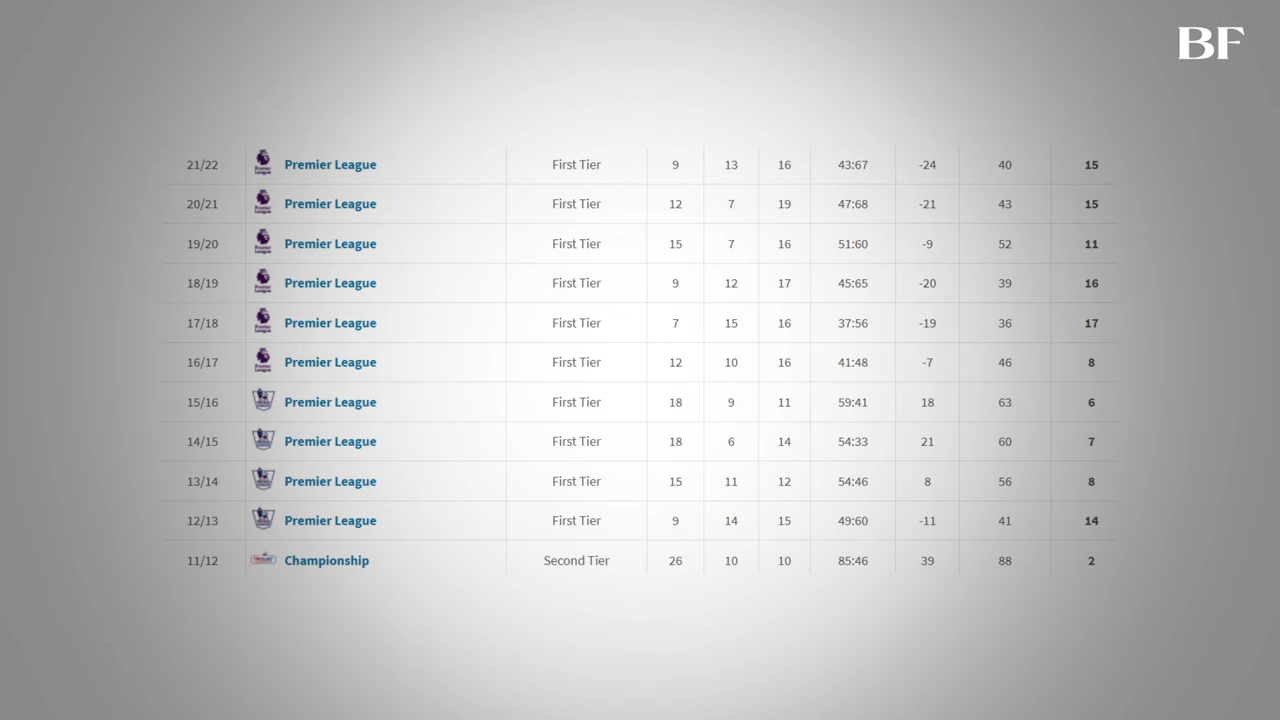 BF
21/22 Premier League First Tier 9 13 16 43:67 -24 40 15
20/21 Premier League First Tier 12 7 19 47:68 -21 43 15
19/20 Premier League First Tier 15 7 16 51:60 -9 52 11
18/19 Premier League First Tier 9 12 17 45:65 -20 39 16
17/18 Premier League First Tier 7 15 16 37:56 -19 36 17
16/17 Premier League First Tier 12 10 16 41:48 -7 46 8
15/16 Premier League First Tier 18 9 11 59:41 18 63 6
14/15 Premier League First Tier 18 6 14 54:33 21 60 7
13/14 Premier League First Tier 15 11 12 54:46 8 56 8
12/13 Premier League First Tier 9 14 15 49:60 -11 41 14
11/12 Championship Second Tier 26 10 10 85:46 39 88 2